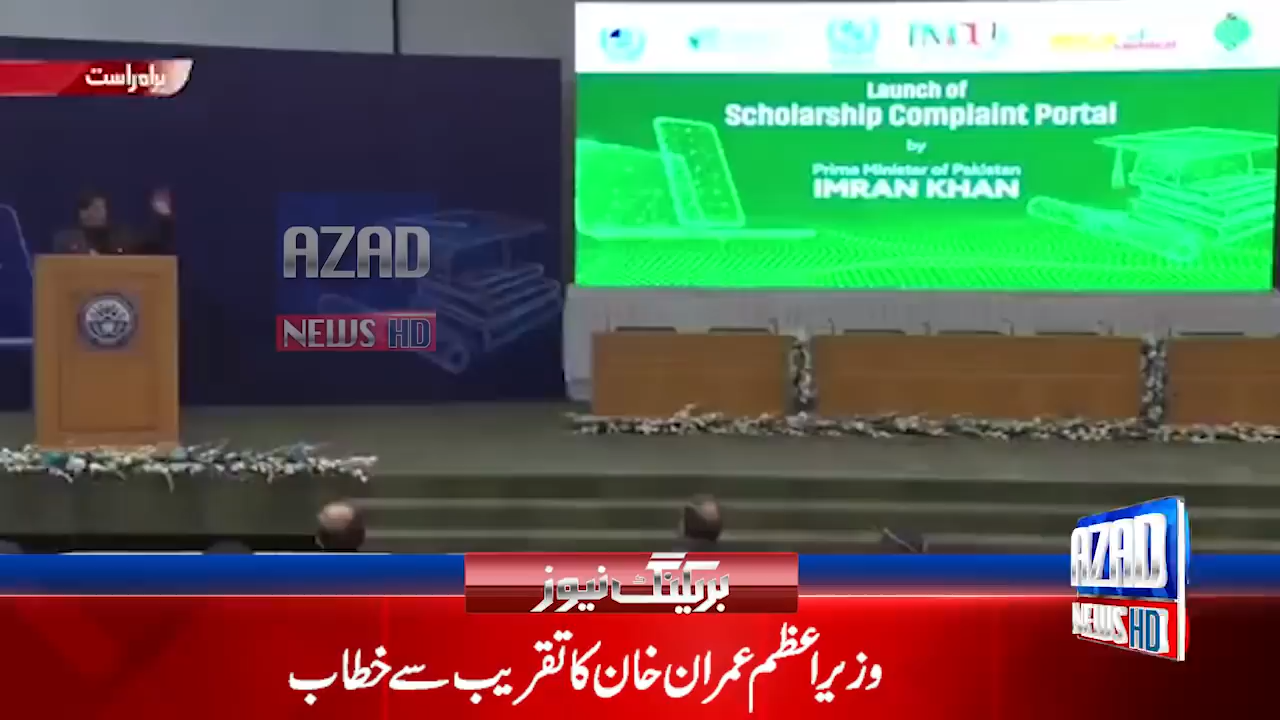 براہ راست
Launch of
Scholarship Complaint Portal
by
Prime Minister of Pakistan
IMRAN KHAN
AZAD
NEWS HD
AZAD
NEWS HD
بریکنگ نیوز
وزیراعظم عمران خان کا تقریب سے خطاب